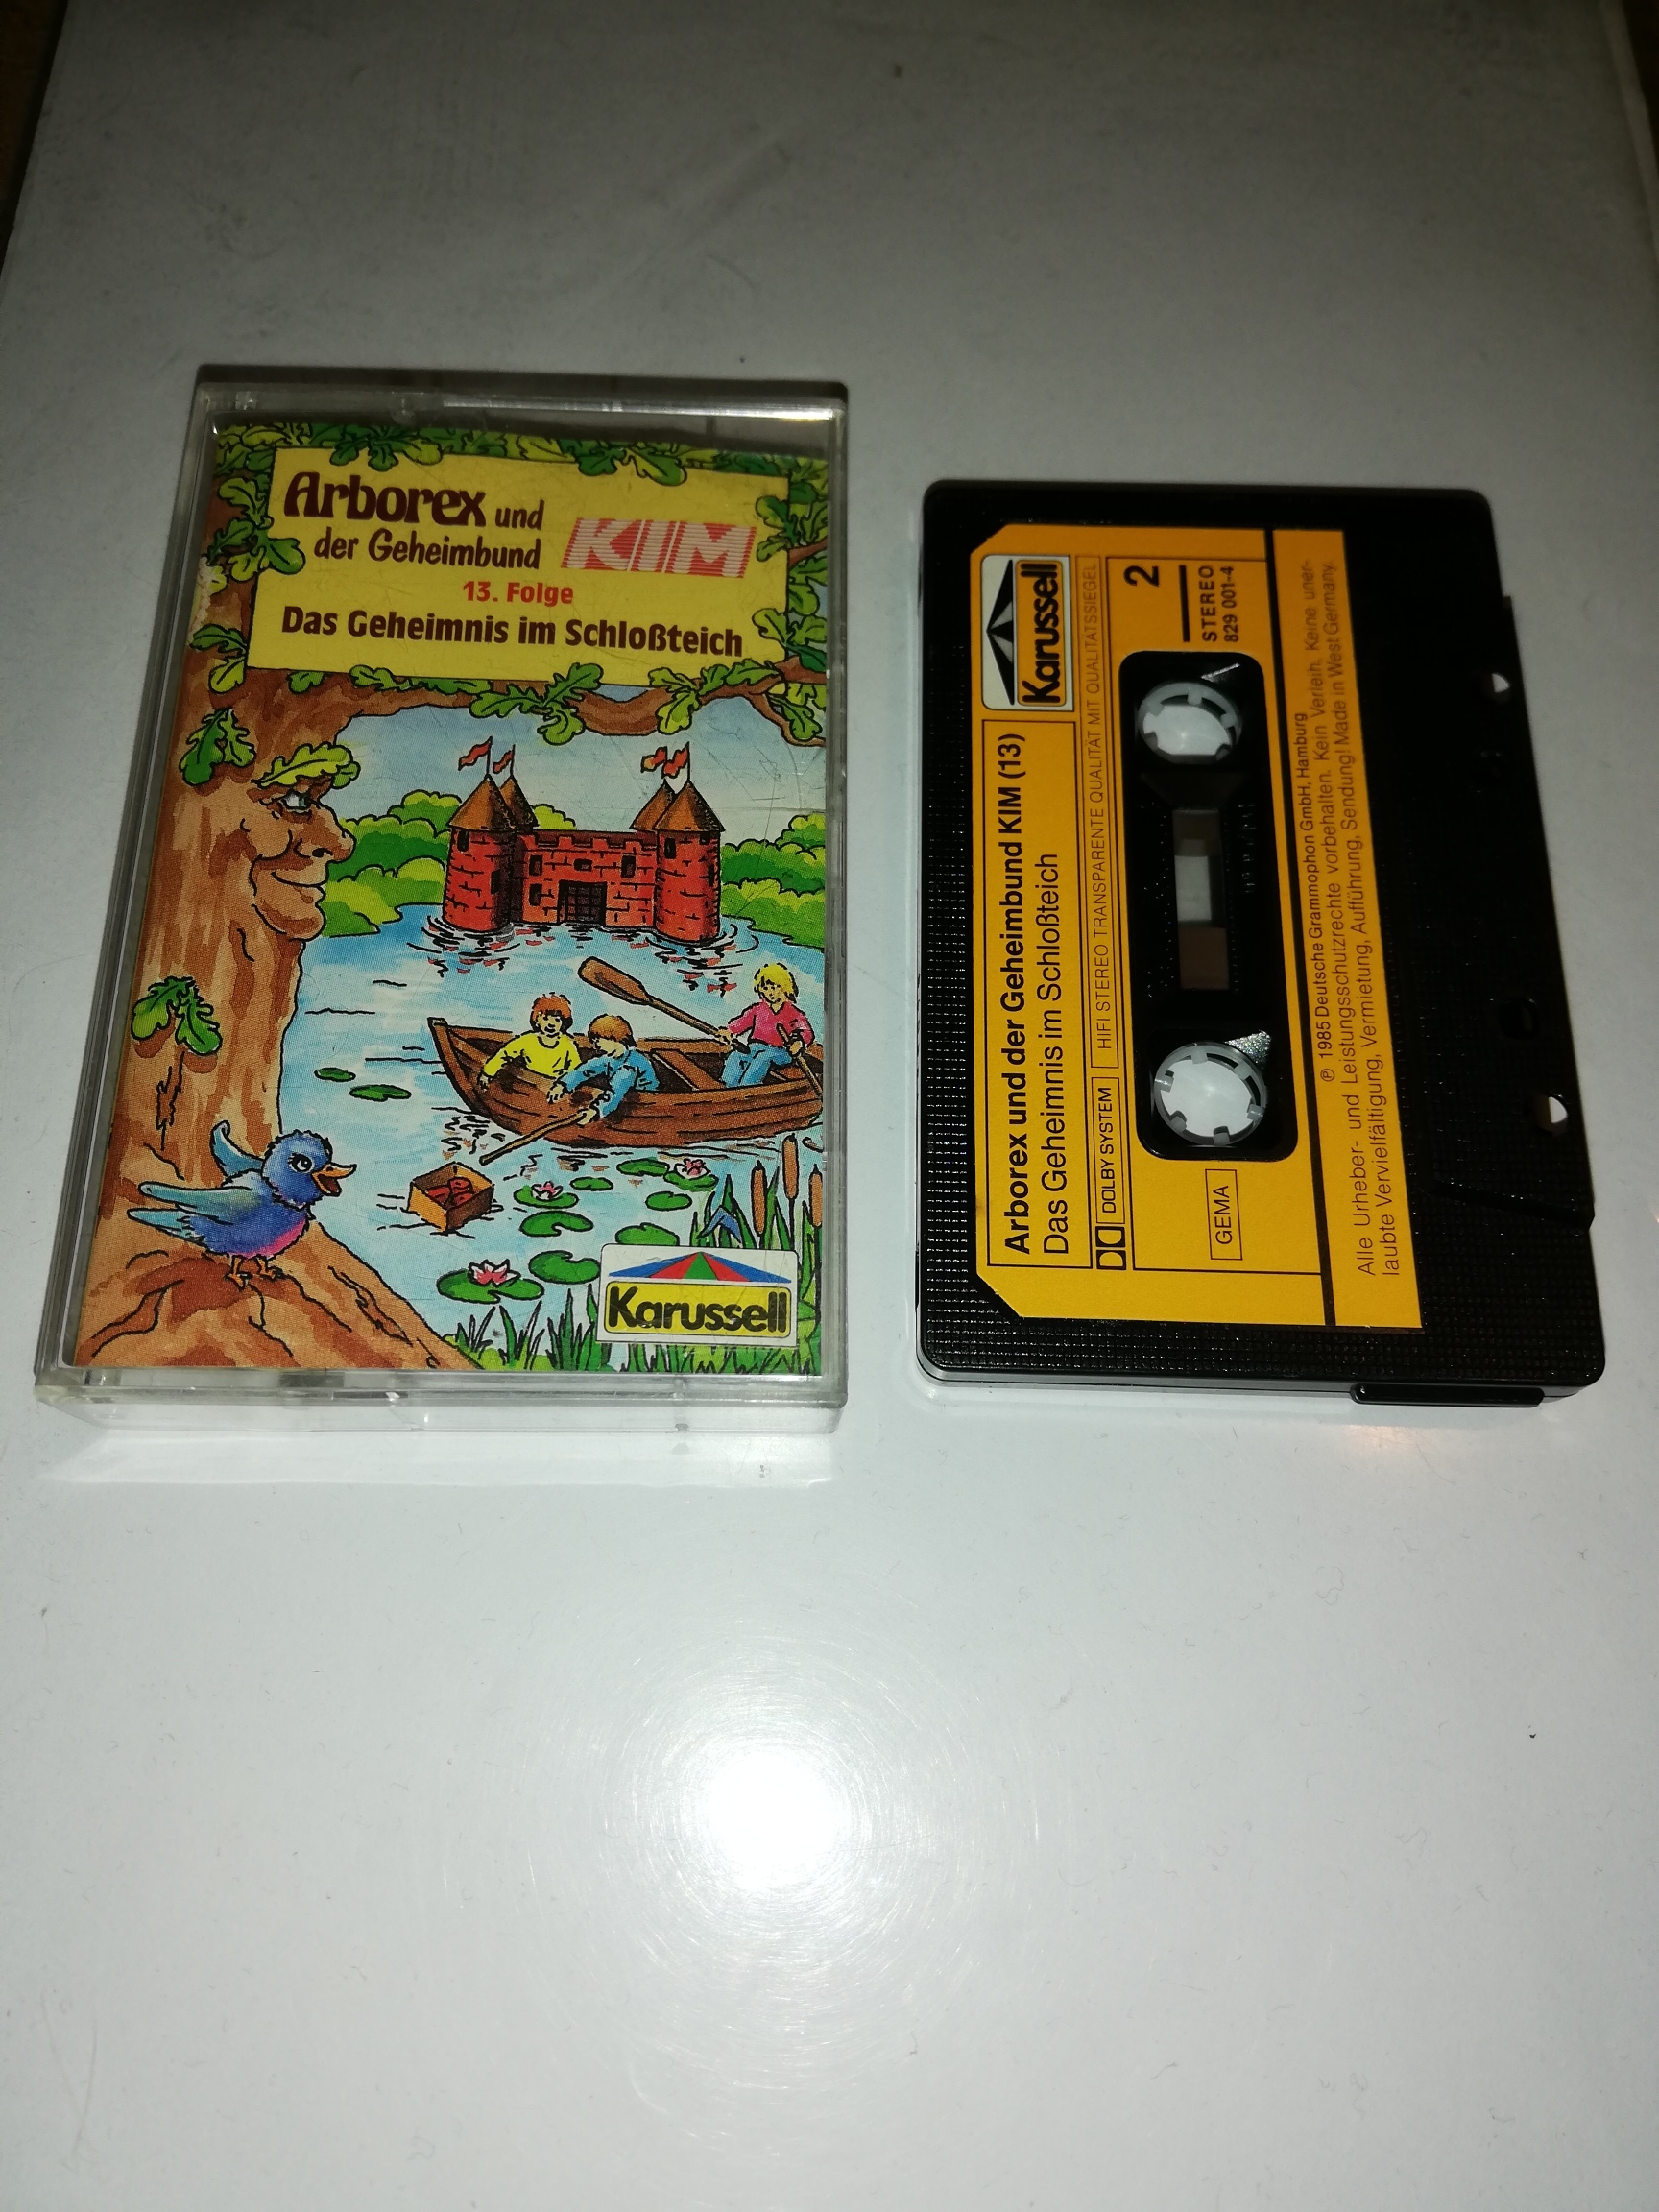 Arborex und
der Geheimbund KIM
13. Folge
Das Geheimnis im Schloßteich
Karussell
Karussell
Arborex und der Geheimbund KIM (13)
Das Geheimnis im Schloßteich
DOLBY SYSTEM HIFI STEREO TRANSPARENTE QUALITÄT MIT QUALITÄTSSIEGEL
2
STEREO
829 001-4
GEMA
℗ 1985 Deutsche Grammophon GmbH, Hamburg
Alle Urheber- und Leistungsschutzrechte vorbehalten. Kein Verleih. Keine uner-
laubte Vervielfältigung, Vermietung, Aufführung, Sendung! Made in West Germany